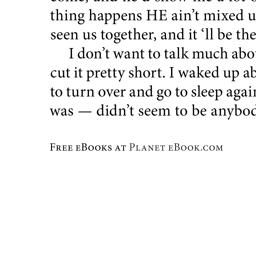 thing happens HE ain't mixed u
seen us together, and it 'll be the
I don't want to talk much abo
cut it pretty short. I waked up ab
to turn over and go to sleep again
was — didn't seem to be anybod
Free eBooks at Planet eBook.com